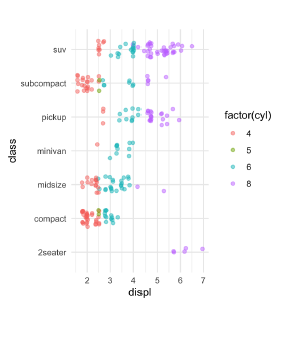 suv
subcompact
pickup
minivan
midsize
compact
2seater
class
2 3 4 5 6 7
displ
factor(cyl)
4
5
6
8